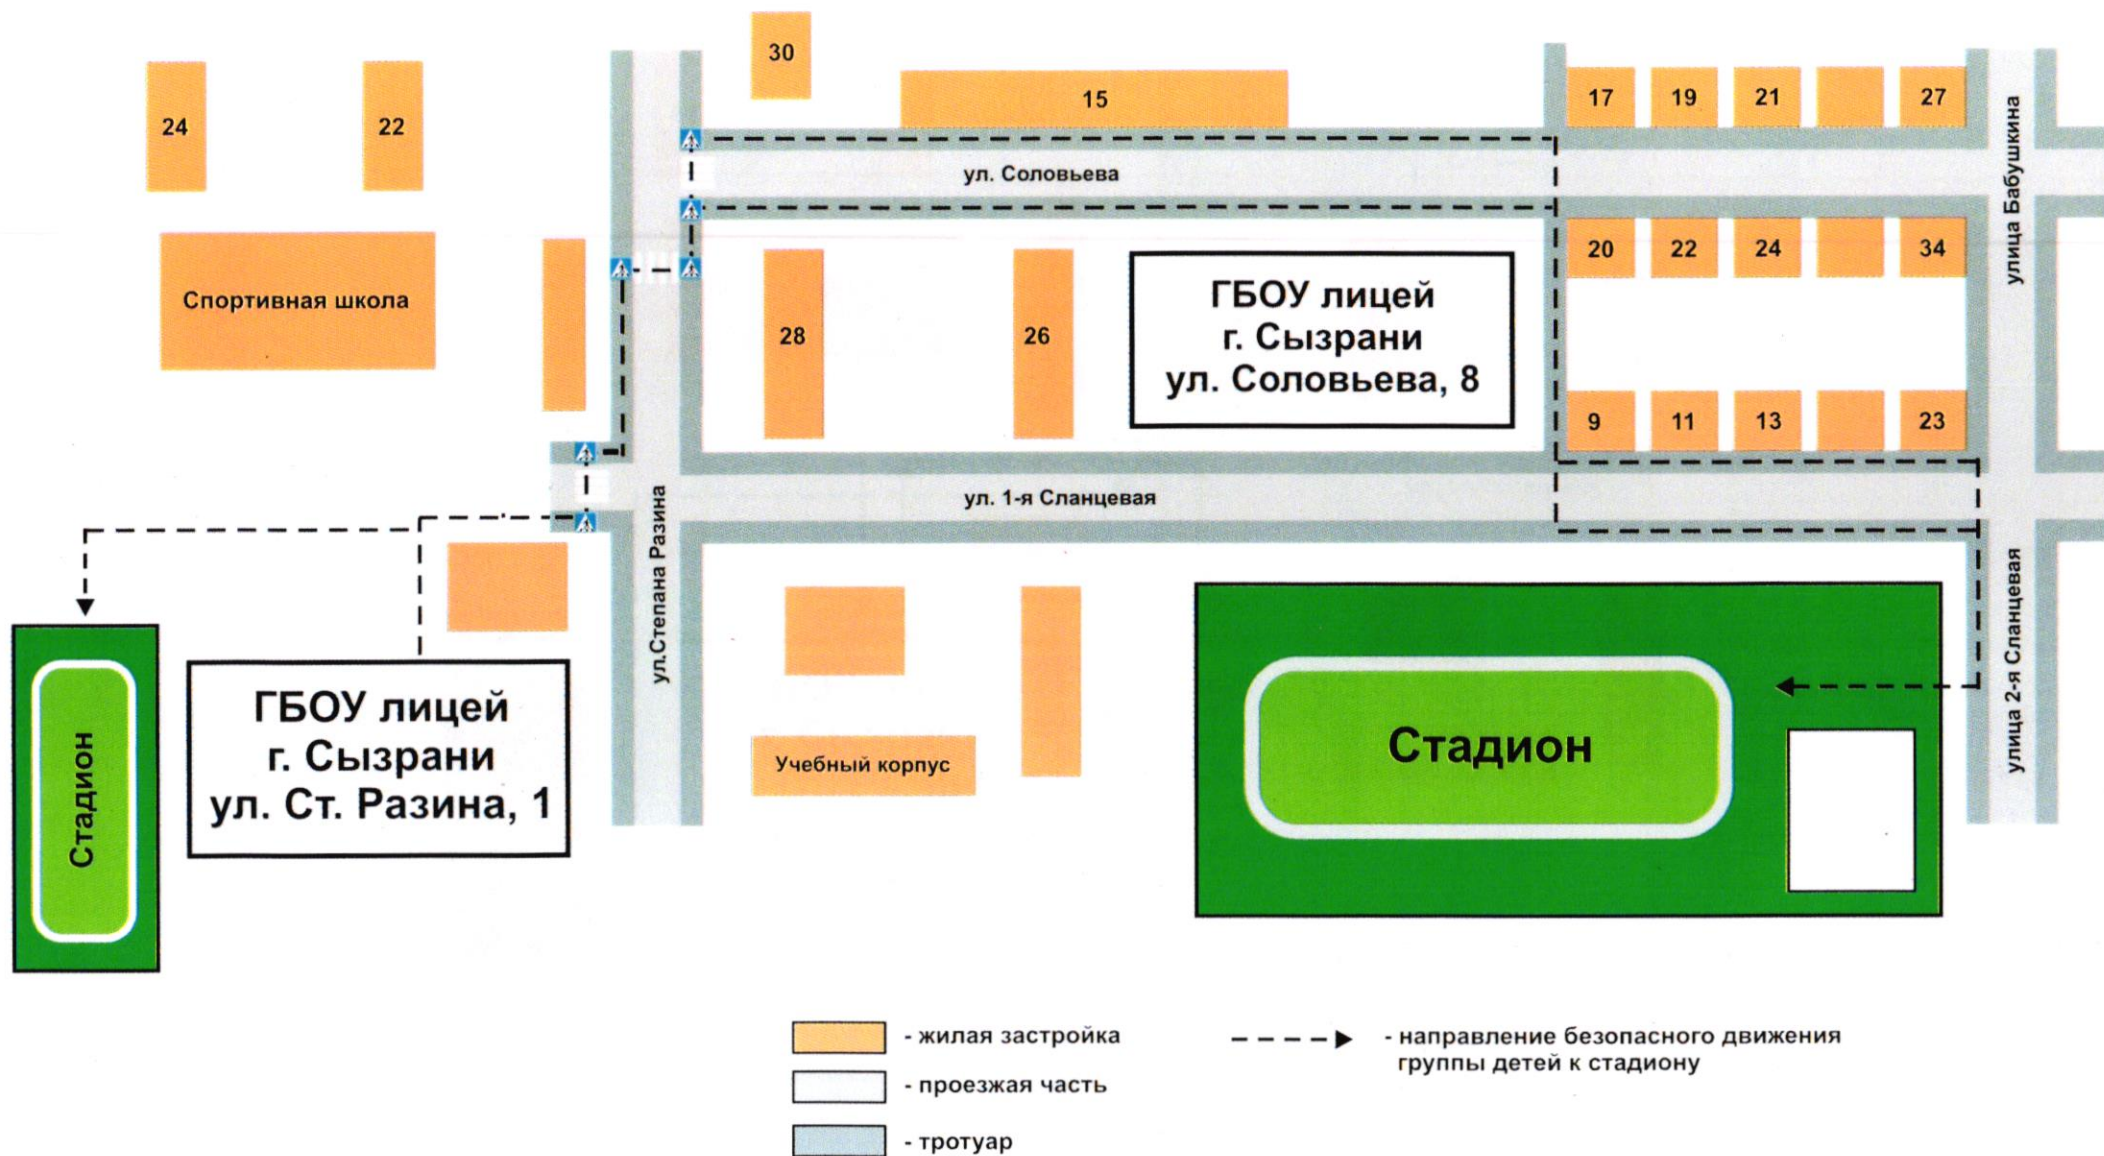 30
15
24
22
17
19
21
27
улица Бабушкина
ул. Соловьева
20
22
24
34
Спортивная школа
28
26
ГБОУ лицей
г. Сызрани
ул. Соловьева, 8
9
11
13
23
ул. 1-я Сланцевая
ул.Степана Разина
улица 2-я Сланцевая
Стадион
ГБОУ лицей
г. Сызрани
ул. Ст. Разина, 1
Учебный корпус
Стадион
- жилая застройка
- проезжая часть
- тротуар
- направление безопасного движения
группы детей к стадиону